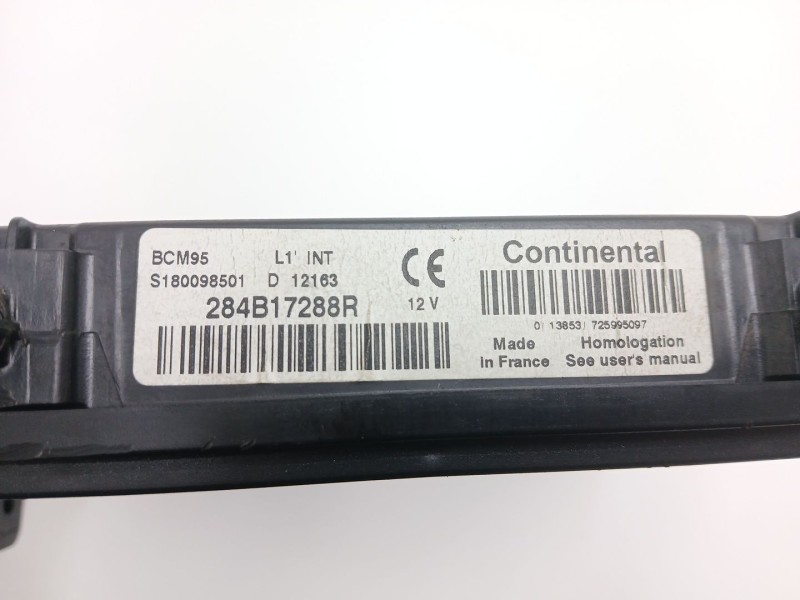 BCM95 L1' INT
S180098501 D 12163
284B17288R
CE
12 V
Continental
0 13853 725995097
Made in France
Homologation
See user's manual